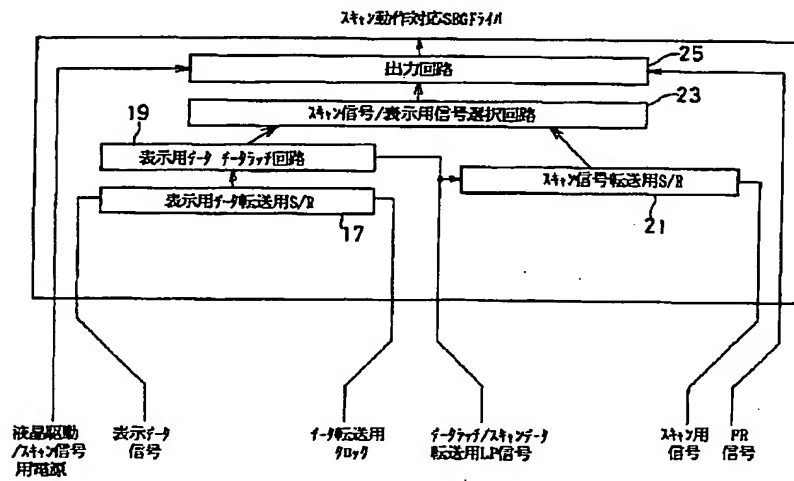 スキャン動作対応SEGドライバ
出力回路
25
スキャン信号/表示用信号選択回路
23
19
表示用データ データラッチ回路
スキャン信号転送用S/R
21
表示用データ転送用S/R
17
液晶駆動
/スキャン信号
用電源
表示データ
信号
データ転送用
クロック
データラッチ/スキャンデータ
転送用LP信号
スキャン用
信号
FR
信号